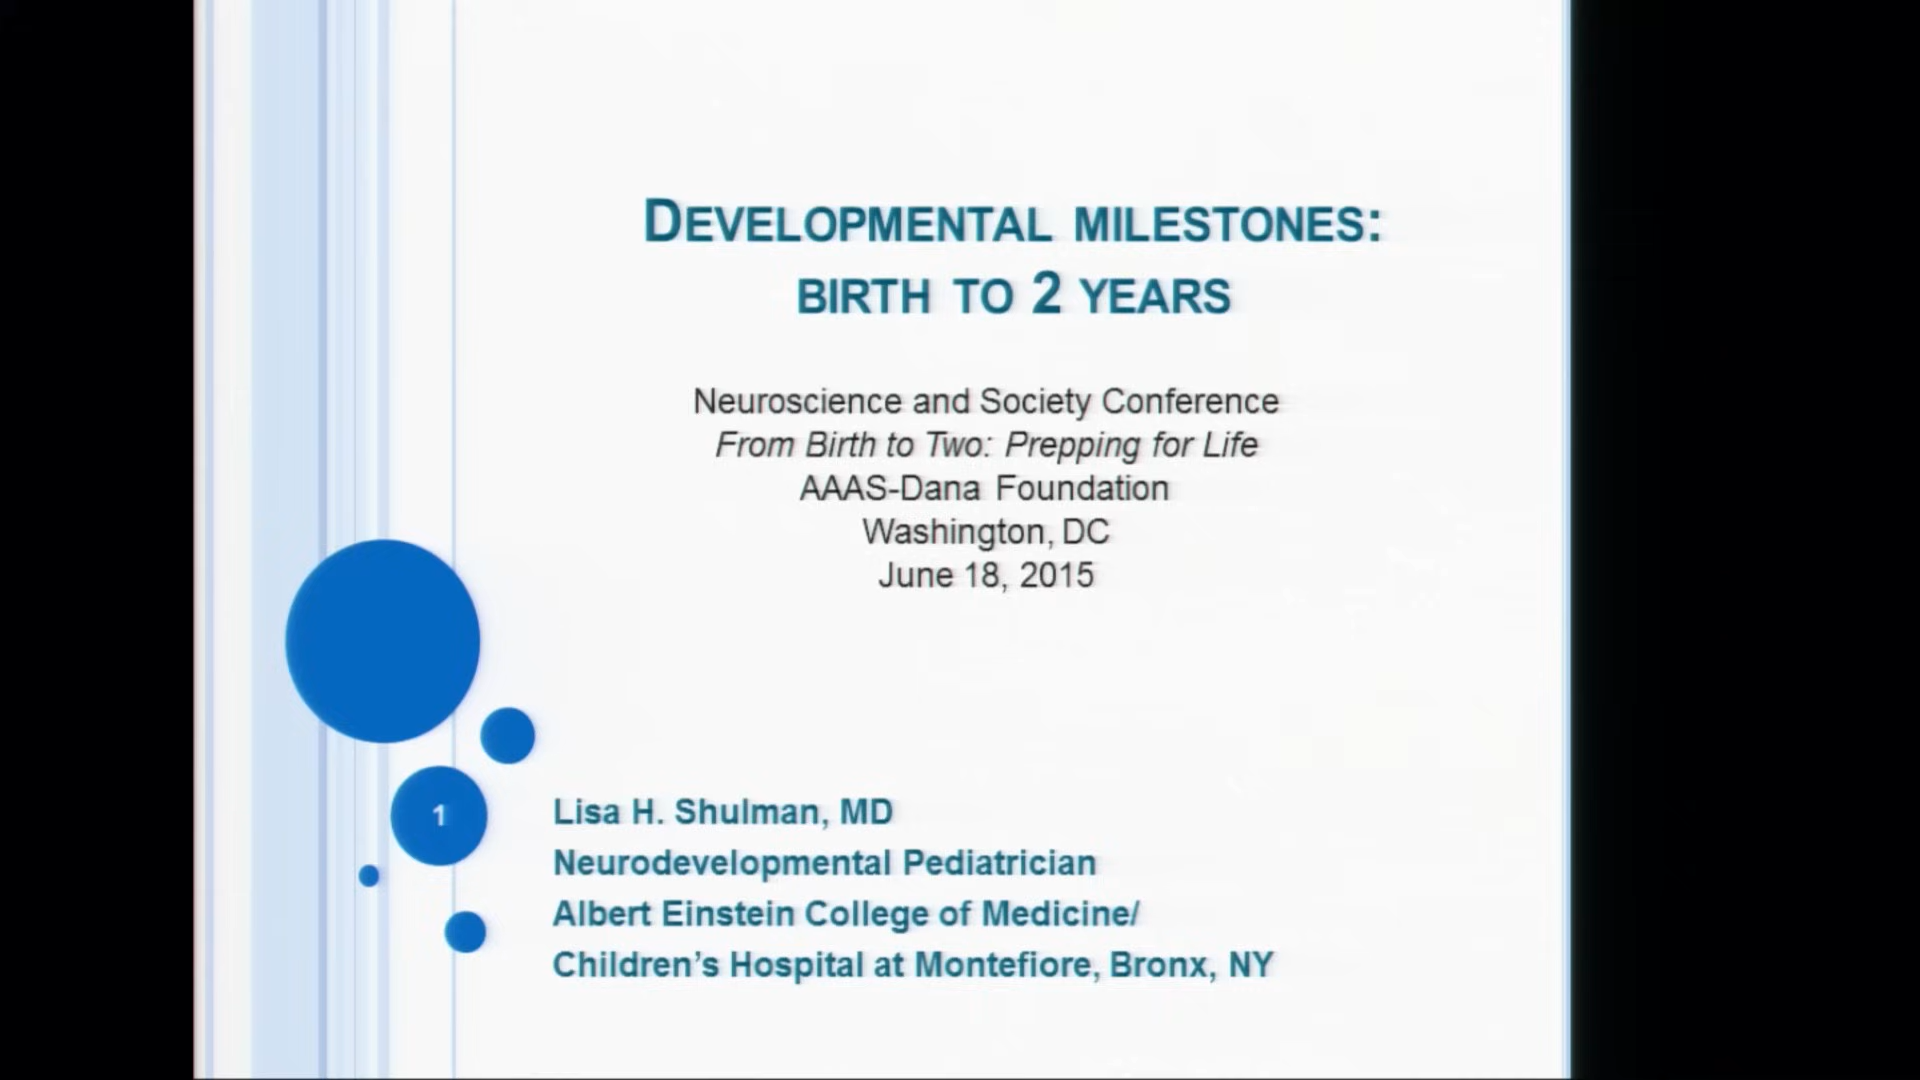 DEVELOPMENTAL MILESTONES:
BIRTH TO 2 YEARS
Neuroscience and Society Conference
From Birth to Two: Prepping for Life
AAAS-Dana Foundation
Washington, DC
June 18, 2015
1
Lisa H. Shulman, MD
Neurodevelopmental Pediatrician
Albert Einstein College of Medicine/
Children’s Hospital at Montefiore, Bronx, NY